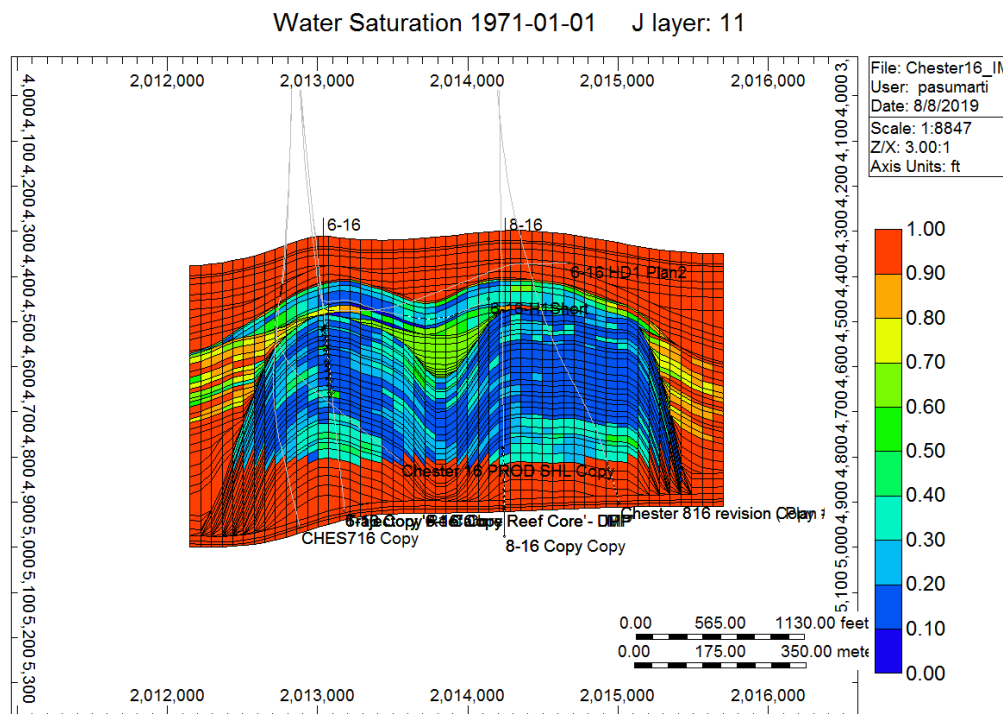 Water Saturation 1971-01-01 J layer: 11
2,012,000 2,013,000 2,014,000 2,015,000 2,016,000
File: Chester16_IM
User: pasumarti
Date: 8/8/2019
Scale: 1:8847
Z/X: 3.00:1
Axis Units: ft
4,000
4,100
4,200
4,300
4,400
4,500
4,600
4,700
4,800
4,900
5,000
5,100
5,200
5,300
6-16 8-16
6-16 HD1 Plan2
Chester 16 PROD SHL Copy
Chester 816 revision
CHES716 Copy
Reef Core'-
8-16 Copy Copy
1.00
0.90
0.80
0.70
0.60
0.50
0.40
0.30
0.20
0.10
0.00
0.00 565.00 1130.00 feet
0.00 175.00 350.00 mete
2,012,000 2,013,000 2,014,000 2,015,000 2,016,000